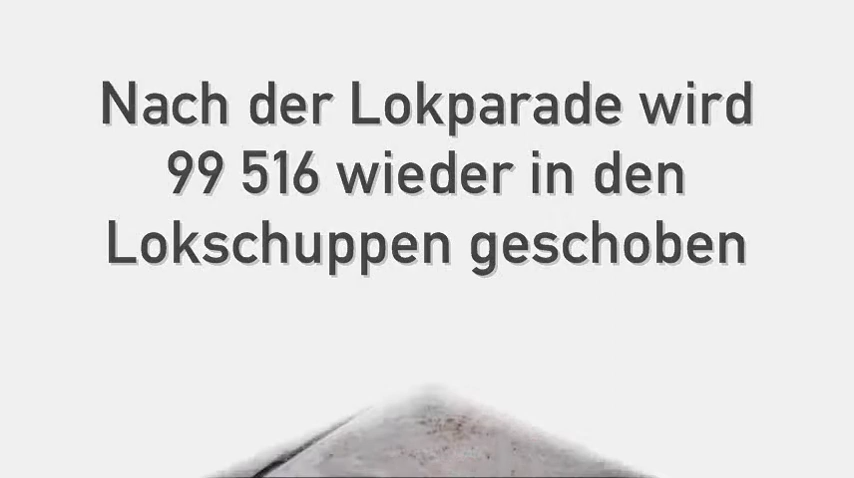 Nach der Lokparade wird
99 516 wieder in den
Lokschuppen geschoben